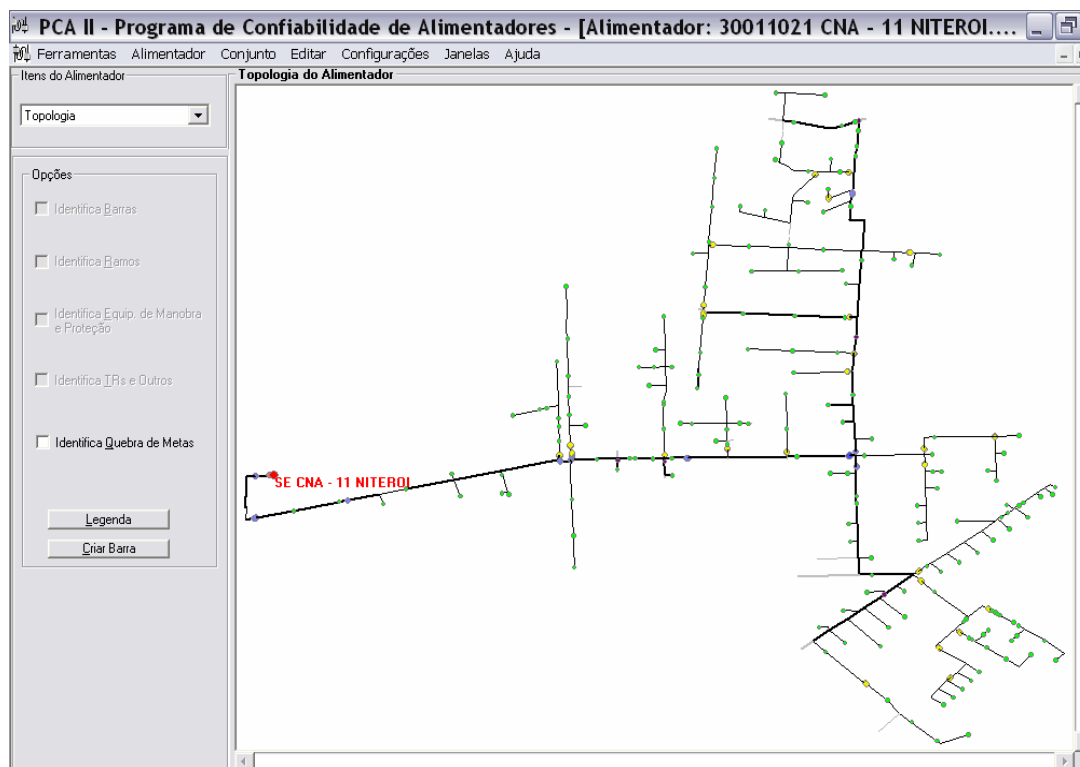 PCA II - Programa de Confiabilidade de Alimentadores - [Alimentador: 30011021 CNA - 11 NITEROI....
Ferramentas Alimentador Conjunto Editar Configurações Janelas Ajuda
Itens do Alimentador
Topologia
Topologia do Alimentador
Opções
Identifica Barras
Identifica Ramos
Identifica Equip. de Manobra
e Proteção
Identifica TRs e Outros
Identifica Quebra de Metas
Legenda
Criar Barra
SE CNA - 11 NITEROI